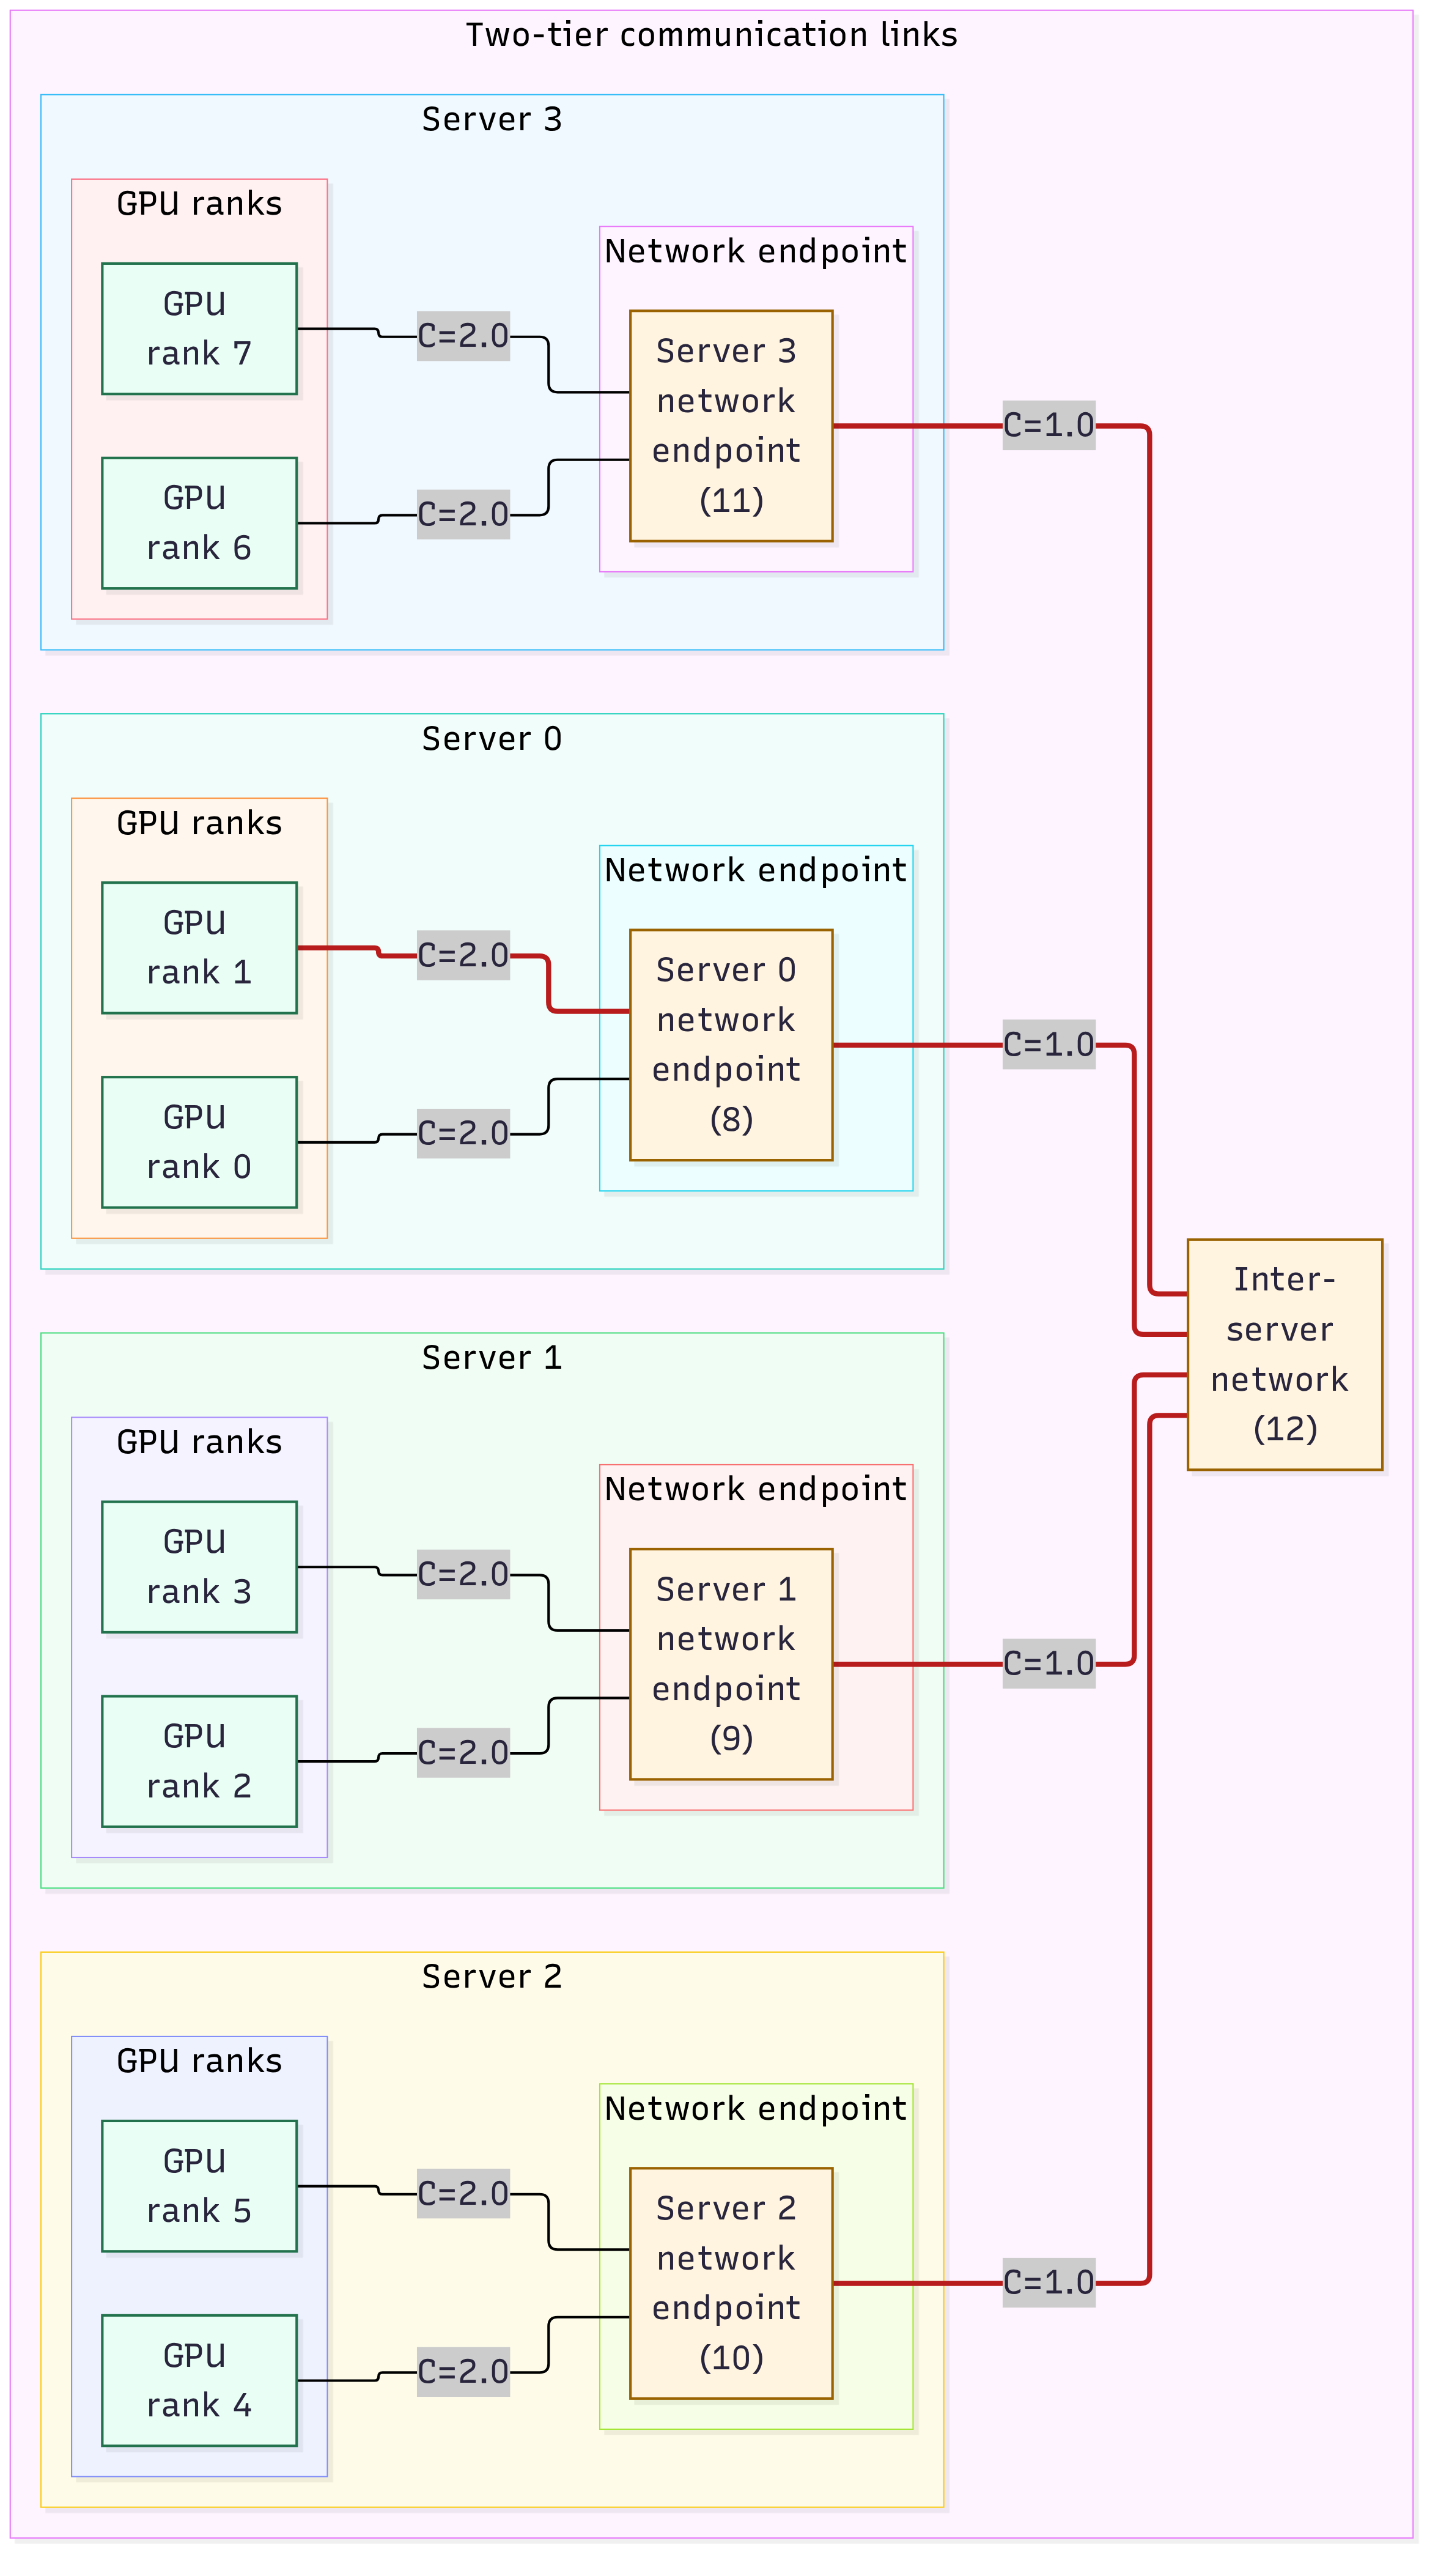 Two-tier communication links
Server 3
GPU ranks
GPU
rank 7
C=2.0
GPU
rank 6
C=2.0
Network endpoint
Server 3
network
endpoint
(11)
C=1.0
Server 0
GPU ranks
GPU
rank 1
C=2.0
GPU
rank 0
C=2.0
Network endpoint
Server 0
network
endpoint
(8)
C=1.0
Inter-
server
network
(12)
Server 1
GPU ranks
GPU
rank 3
C=2.0
GPU
rank 2
C=2.0
Network endpoint
Server 1
network
endpoint
(9)
C=1.0
Server 2
GPU ranks
GPU
rank 5
C=2.0
GPU
rank 4
C=2.0
Network endpoint
Server 2
network
endpoint
(10)
C=1.0